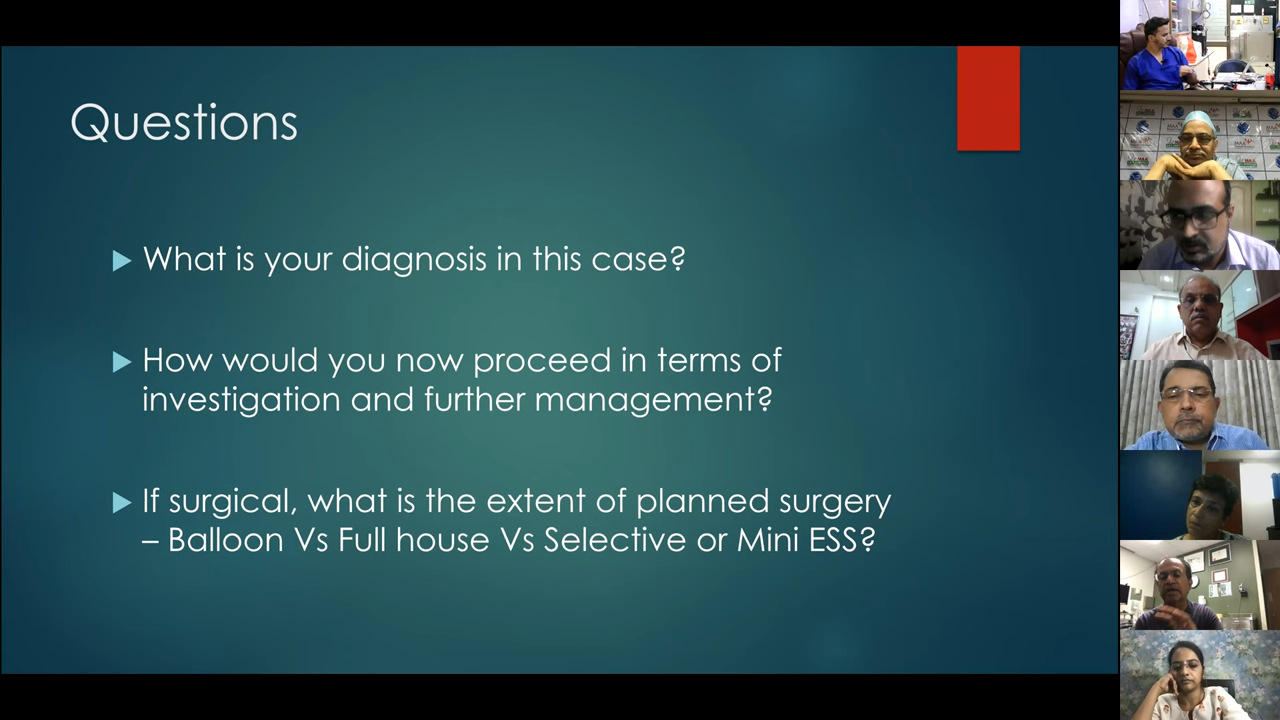 Questions
What is your diagnosis in this case?
How would you now proceed in terms of
investigation and further management?
If surgical, what is the extent of planned surgery
– Balloon Vs Full house Vs Selective or Mini ESS?